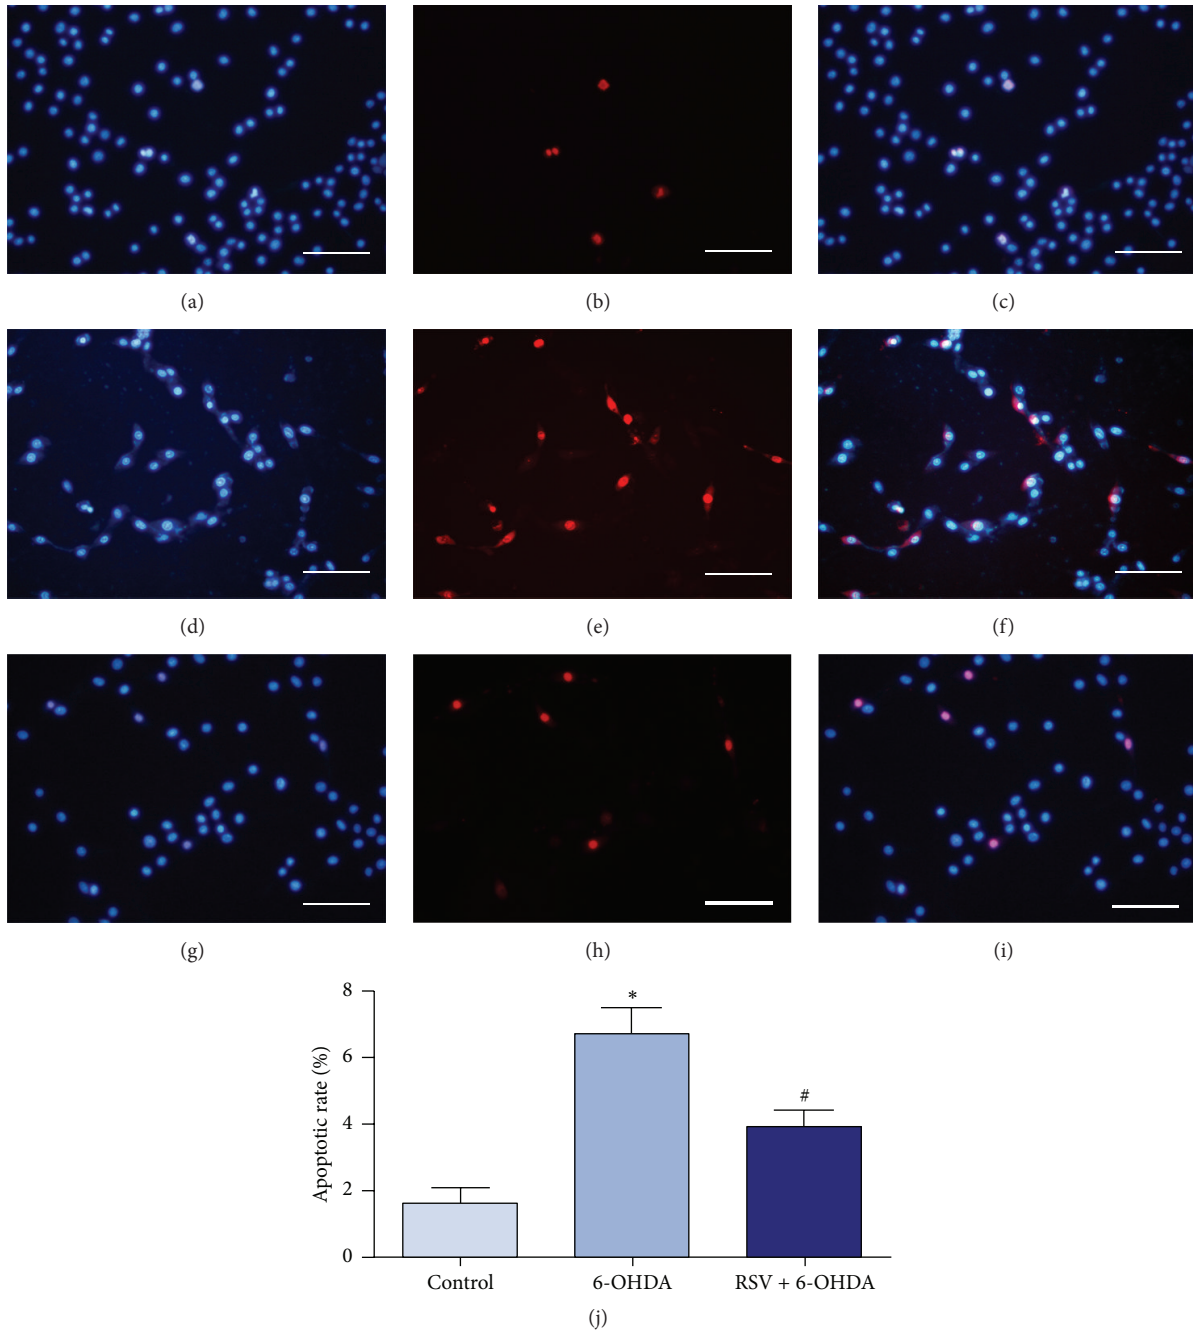 (a) (b) (c)
(d) (e) (f)
(g) (h) (i)
8
*
6
#
4
2
0
Apoptotic rate (%)
Control 6-OHDA RSV + 6-OHDA
(j)